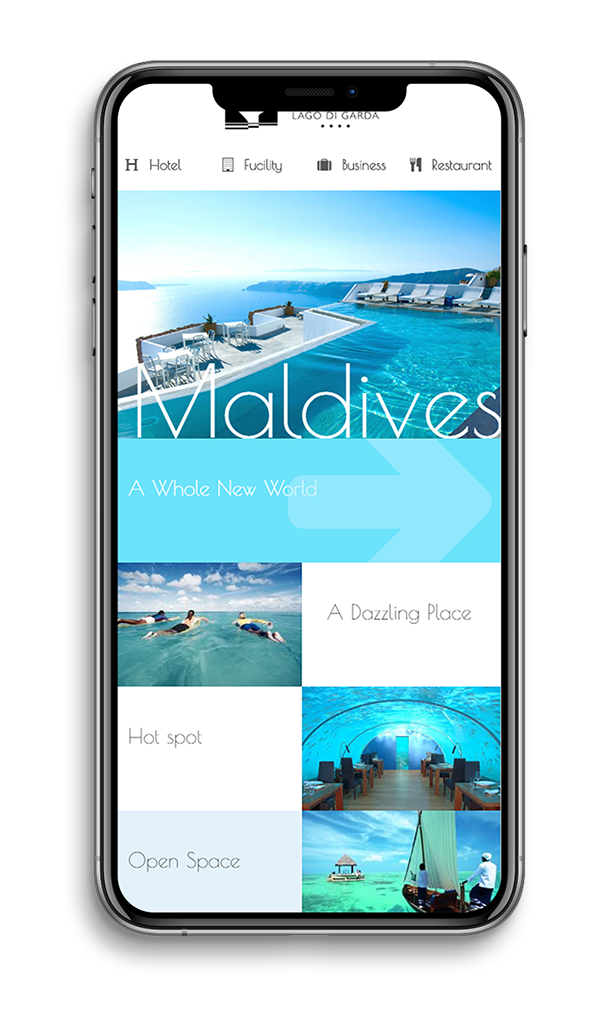 LAGO DI GARDA
H Hotel
Fucility
Business
Restaurant
Maldives
A Whole New World
A Dazzling Place
Hot spot
Open Space